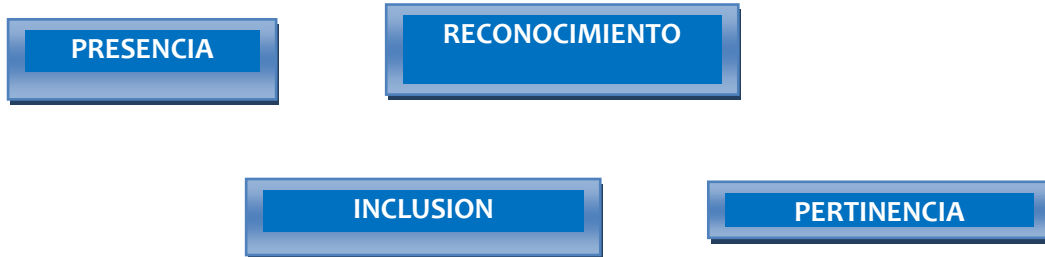 PRESENCIA
RECONOCIMIENTO
INCLUSION
PERTINENCIA